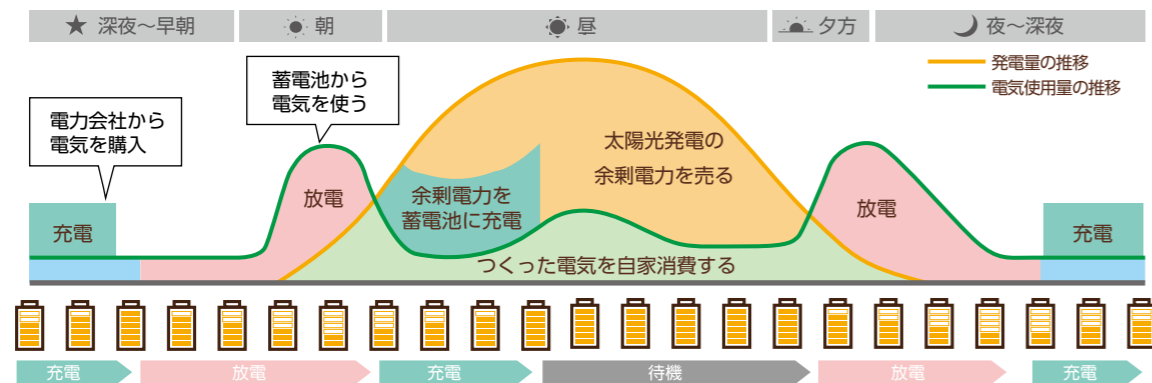 ★ 深夜～早朝
朝
昼
夕方
夜～深夜
発電量の推移
電気使用量の推移
蓄電池から
電気を使う
電力会社から
電気を購入
太陽光発電の
余剰電力を売る
放電
余剰電力を
蓄電池に充電
放電
充電
充電
つくった電気を自家消費する
充電
放電
充電
待機
放電
充電